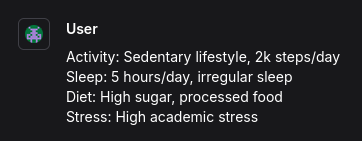 User
Activity: Sedentary lifestyle, 2k steps/day
Sleep: 5 hours/day, irregular sleep
Diet: High sugar, processed food
Stress: High academic stress